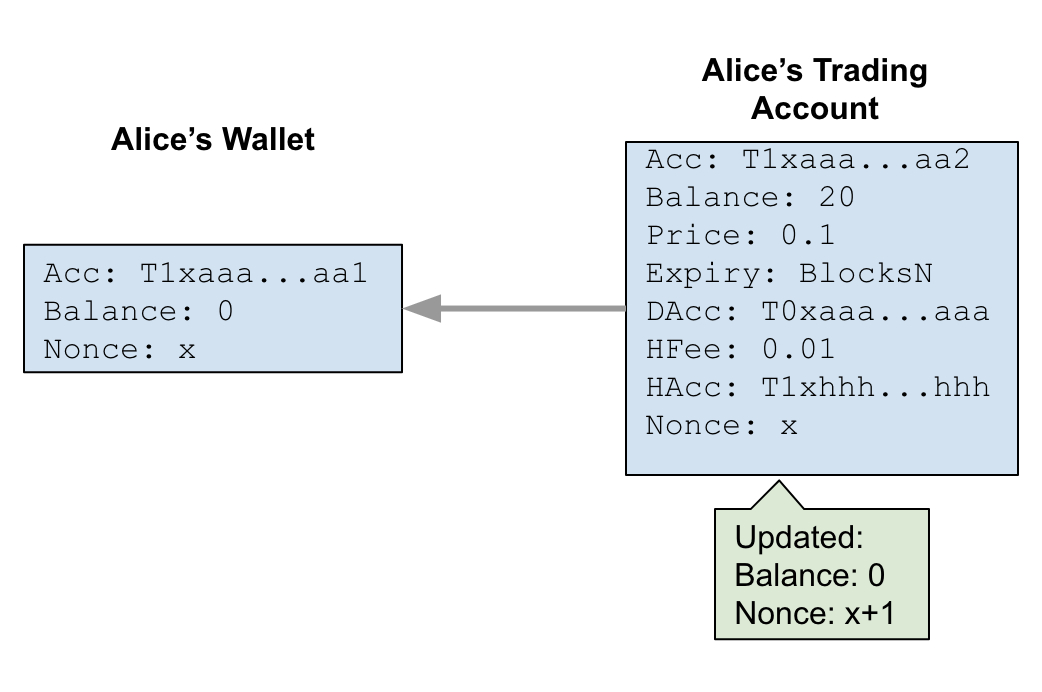 Alice’s Wallet
Acc: T1xaaa...aa1
Balance: 0
Nonce: x
Alice’s Trading
Account
Acc: T1xaaa...aa2
Balance: 20
Price: 0.1
Expiry: BlocksN
DAcc: T0xaaa...aaa
HFee: 0.01
HAcc: T1xhhh...hhh
Nonce: x
Updated:
Balance: 0
Nonce: x+1